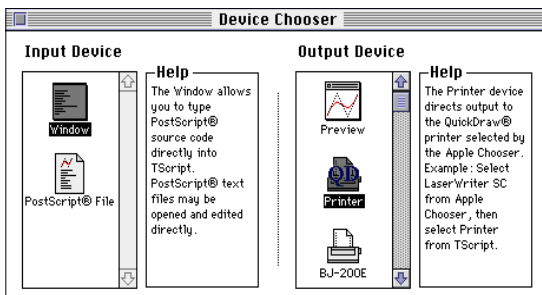 Device Chooser
Input Device
Window
PostScript® File
Help
The Window allows
you to type
PostScript®
source code
directly into
TScript.
PostScript® text
files may be
opened and edited
directly.
Output Device
Preview
QD
Printer
BJ-200E
Help
The Printer device
directs output to
the QuickDraw®
printer selected by
the Apple Chooser.
Example: Select
LaserWriter SC
from Apple
Chooser, then
select Printer
from TScript.